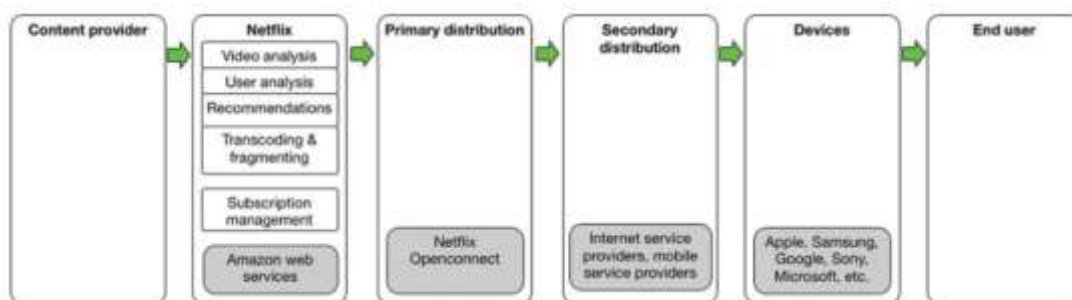 Content provider
Netflix
Video analysis
User analysis
Recommendations
Transcoding &
fragmenting
Subscription
management
Amazon web
services
Primary distribution
Netflix
Openconnect
Secondary
distribution
Internet service
providers, mobile
service providers
Devices
Apple, Samsung,
Google, Sony,
Microsoft, etc.
End user